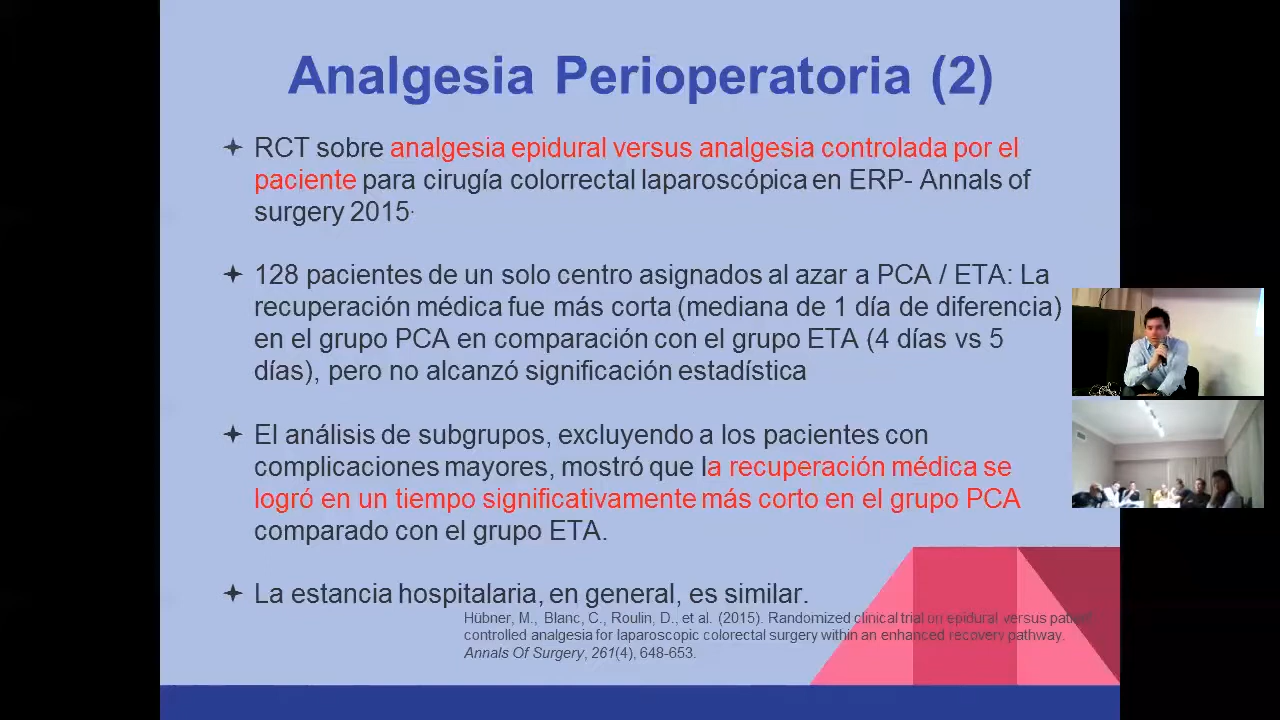 Analgesia Perioperatoria (2)
RCT sobre analgesia epidural versus analgesia controlada por el
paciente para cirugía colorrectal laparoscópica en ERP- Annals of
surgery 2015.
128 pacientes de un solo centro asignados al azar a PCA / ETA: La
recuperación médica fue más corta (mediana de 1 día de diferencia)
en el grupo PCA en comparación con el grupo ETA (4 días vs 5
días), pero no alcanzó significación estadística
El análisis de subgrupos, excluyendo a los pacientes con
complicaciones mayores, mostró que la recuperación médica se
logró en un tiempo significativamente más corto en el grupo PCA
comparado con el grupo ETA.
La estancia hospitalaria, en general, es similar.
Hübner, M., Blanc, C., Roulin, D., et al. (2015). Randomized clinical trial on epidural versus patient
controlled analgesia for laparoscopic colorectal surgery within an enhanced recovery pathway.
Annals Of Surgery, 261(4), 648-653.